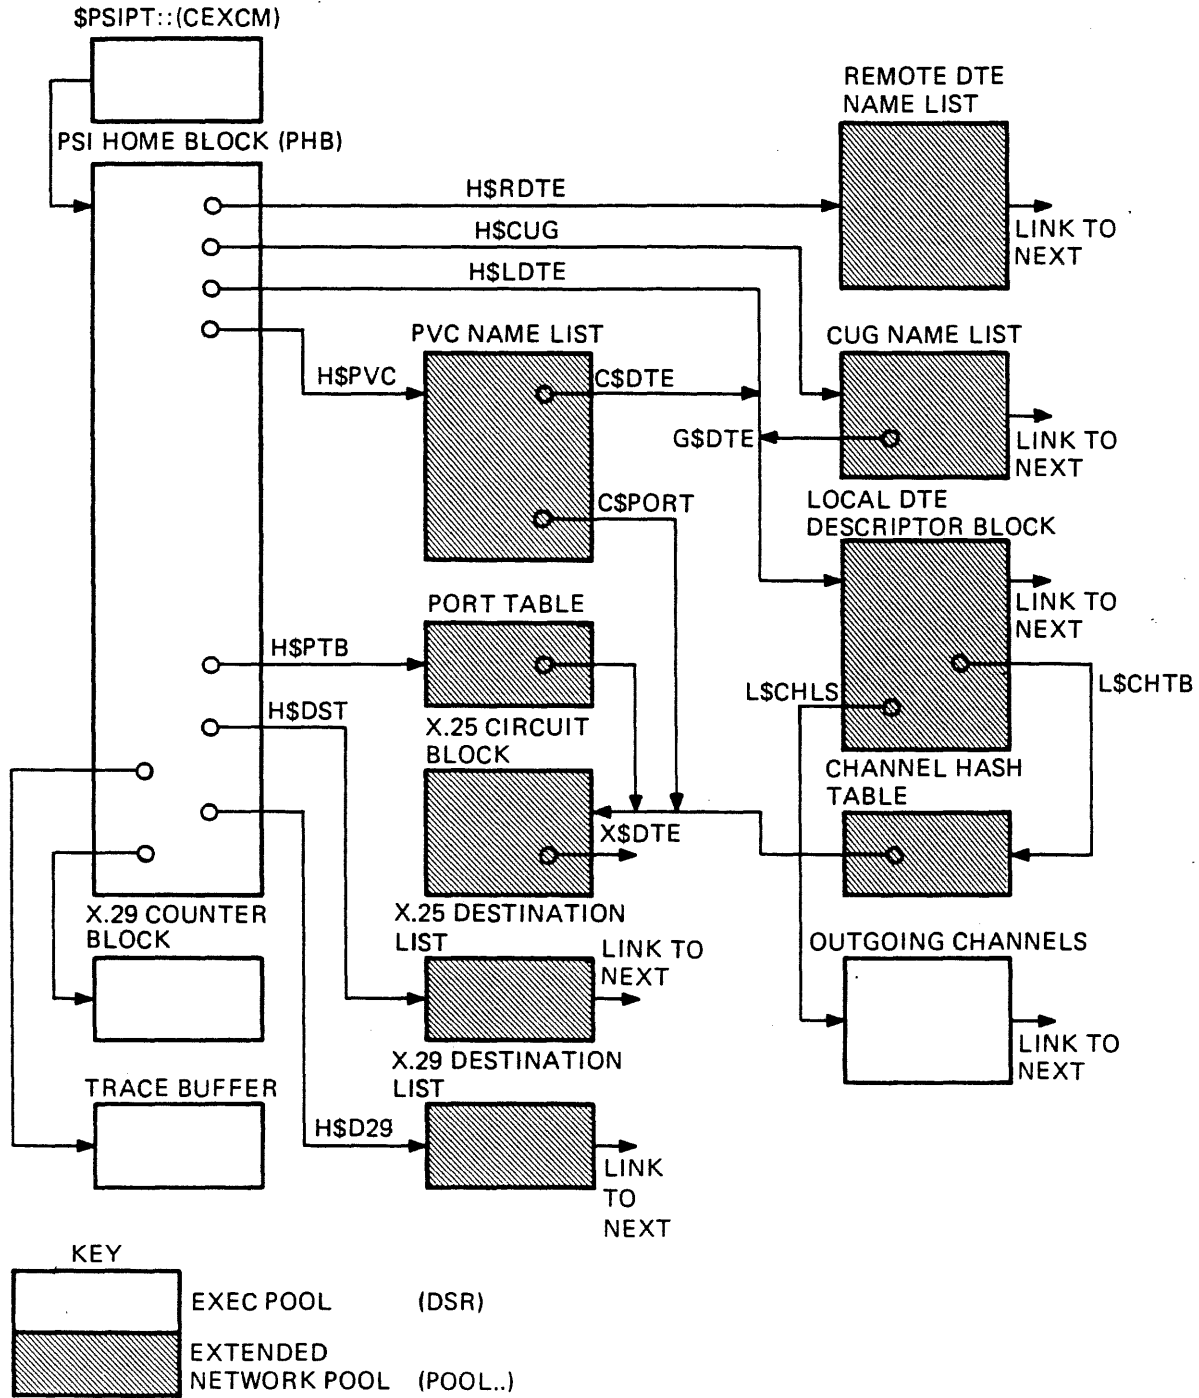 $PSIPT::(CEXCM)
REMOTE DTE
NAME LIST
PSI HOME BLOCK (PHB)
H$RDTE
LINK TO
NEXT
H$CUG
H$LDTE
PVC NAME LIST
CUG NAME LIST
H$PVC
C$DTE
G$DTE
LINK TO
NEXT
C$PORT
LOCAL DTE
DESCRIPTOR BLOCK
PORT TABLE
LINK TO
NEXT
H$PTB
L$CHLS
L$CHTB
H$DST
X.25 CIRCUIT
BLOCK
CHANNEL HASH
TABLE
X$DTE
X.29 COUNTER
BLOCK
X.25 DESTINATION
LIST
LINK TO
NEXT
OUTGOING CHANNELS
LINK TO
NEXT
X.29 DESTINATION
LIST
TRACE BUFFER
H$D29
LINK
TO
NEXT
KEY
EXEC POOL (DSR)
EXTENDED
NETWORK POOL (POOL..)